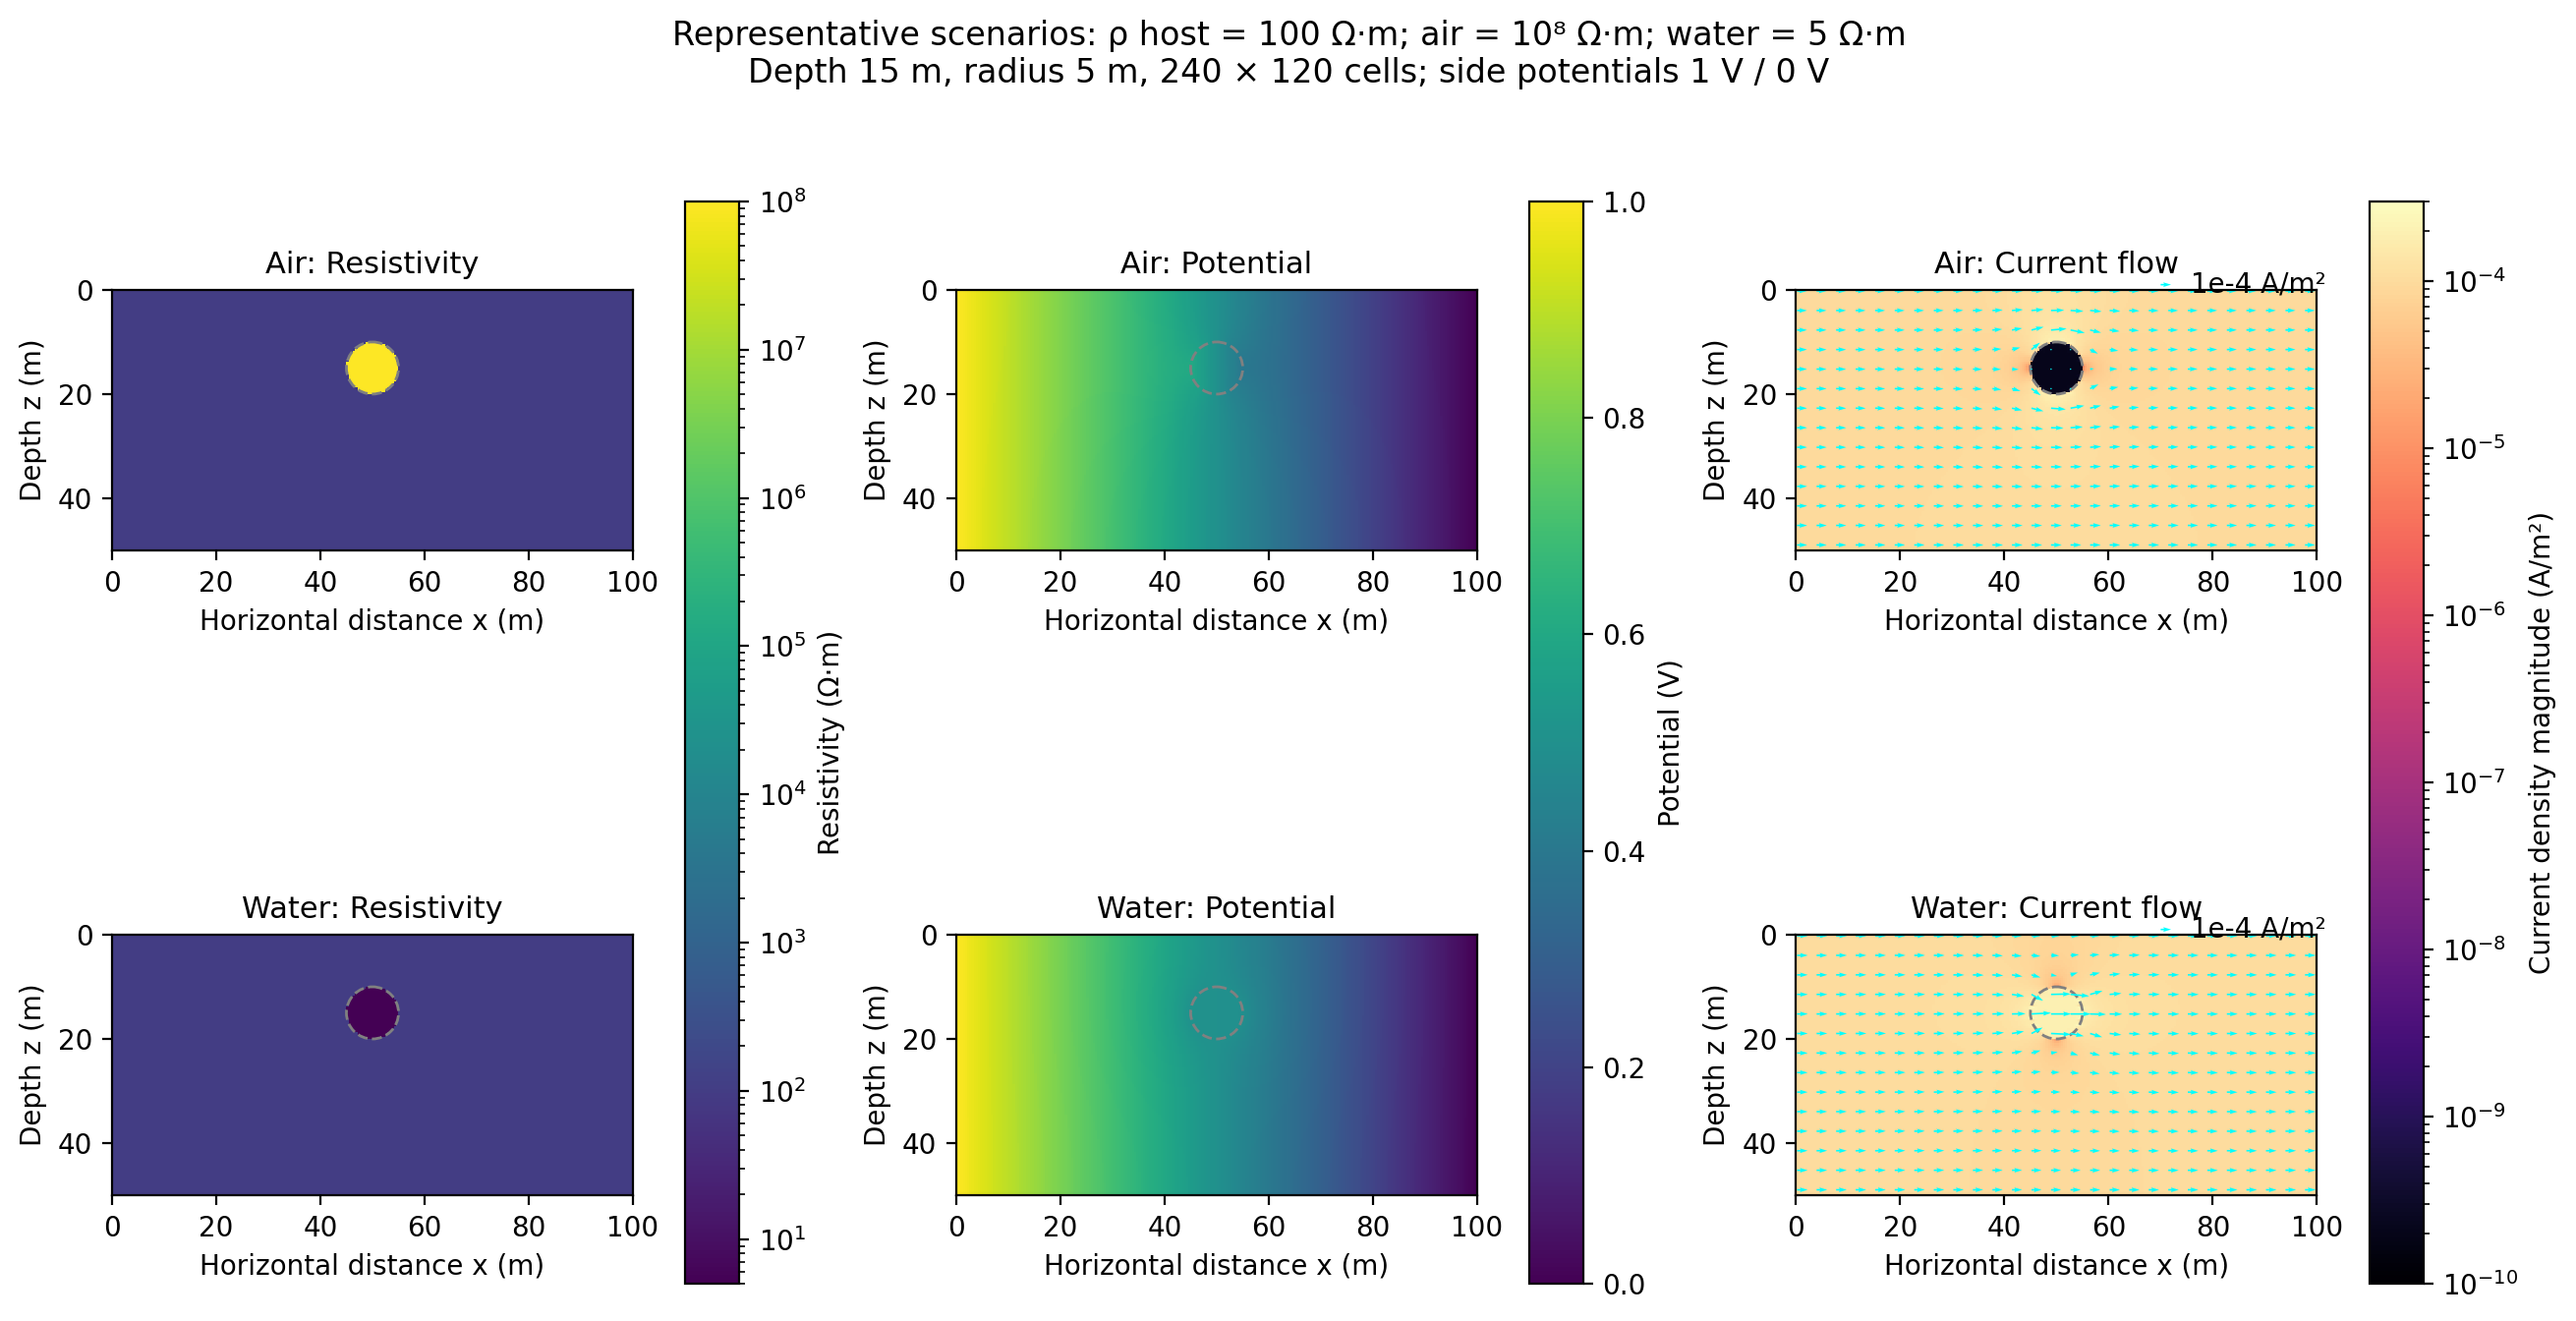 Representative scenarios: ρ host = 100 Ω·m; air = 10⁸ Ω·m; water = 5 Ω·m
Depth 15 m, radius 5 m, 240 × 120 cells; side potentials 1 V / 0 V
Air: Resistivity
0
20
40
Depth z (m)
0 20 40 60 80 100
Horizontal distance x (m)
Air: Potential
0
20
40
Depth z (m)
0 20 40 60 80 100
Horizontal distance x (m)
Air: Current flow
1e-4 A/m²
0
20
40
Depth z (m)
0 20 40 60 80 100
Horizontal distance x (m)
Water: Resistivity
0
20
40
Depth z (m)
0 20 40 60 80 100
Horizontal distance x (m)
10⁸
10⁷
10⁶
10⁵
10⁴
10³
10²
10¹
Resistivity (Ω·m)
Water: Potential
0
20
40
Depth z (m)
0 20 40 60 80 100
Horizontal distance x (m)
1.0
0.8
0.6
0.4
0.2
0.0
Potential (V)
Water: Current flow
1e-4 A/m²
0
20
40
Depth z (m)
0 20 40 60 80 100
Horizontal distance x (m)
10⁻⁴
10⁻⁵
10⁻⁶
10⁻⁷
10⁻⁸
10⁻⁹
10⁻¹⁰
Current density magnitude (A/m²)